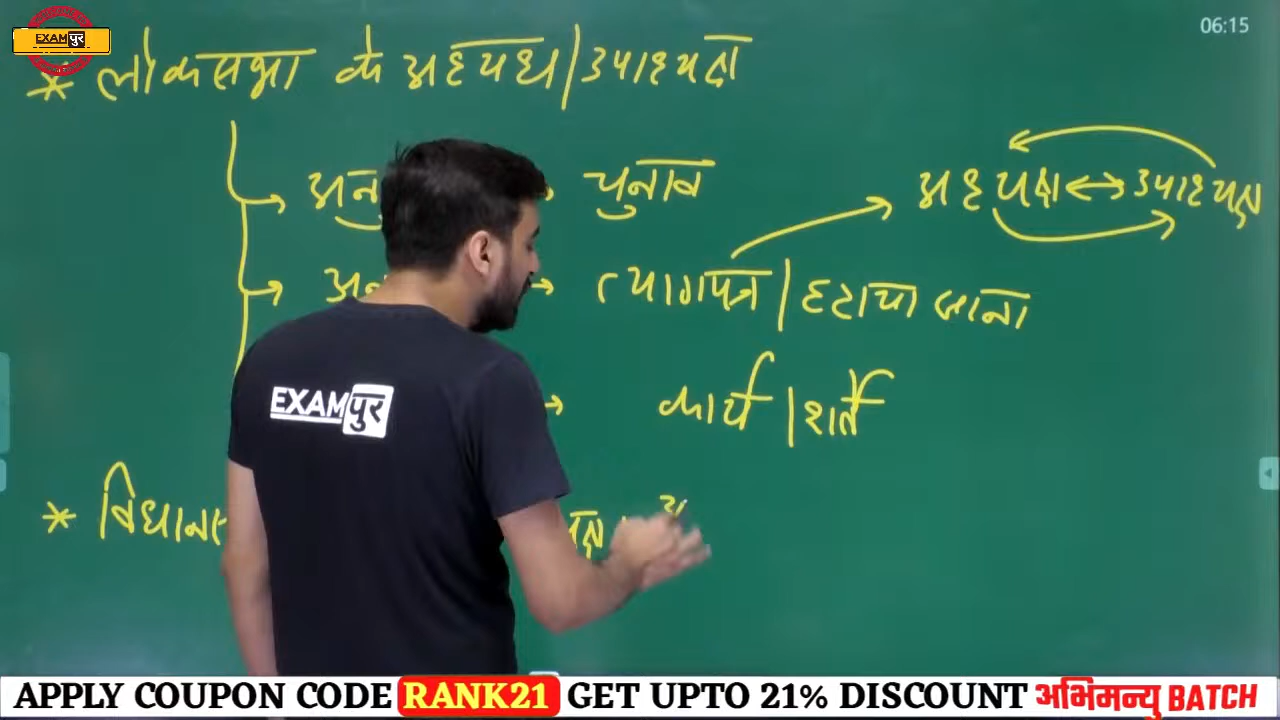 EXAMपुर
06:15
* लोकसभा के अध्यक्ष/उपाध्यक्ष
चुनाव
अध्यक्ष ↔ उपाध्यक्ष
त्यागपत्र | हटाया जाना
कार्य | शर्तें
EXAMपुर
*
APPLY COUPON CODE RANK21 GET UPTO 21% DISCOUNT अभिमन्यु BATCH